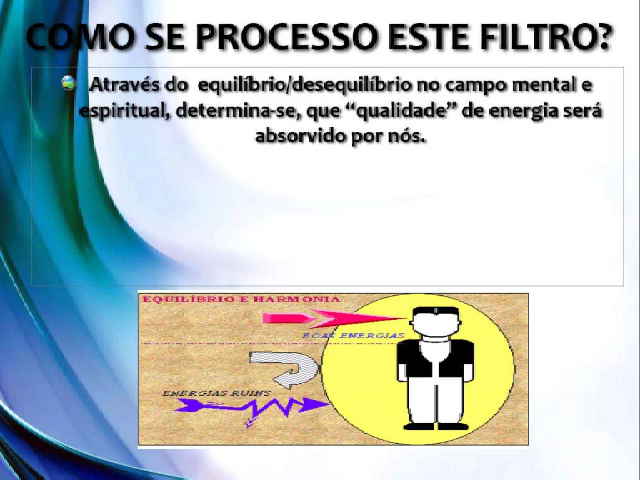 COMO SE PROCESSO ESTE FILTRO?
Através do equilíbrio/desequilíbrio no campo mental e
espiritual, determina-se, que “qualidade” de energia será
absorvido por nós.
EQUILÍBRIO E HARMONIA
BOAS ENERGIAS
ENERGIAS RUINS